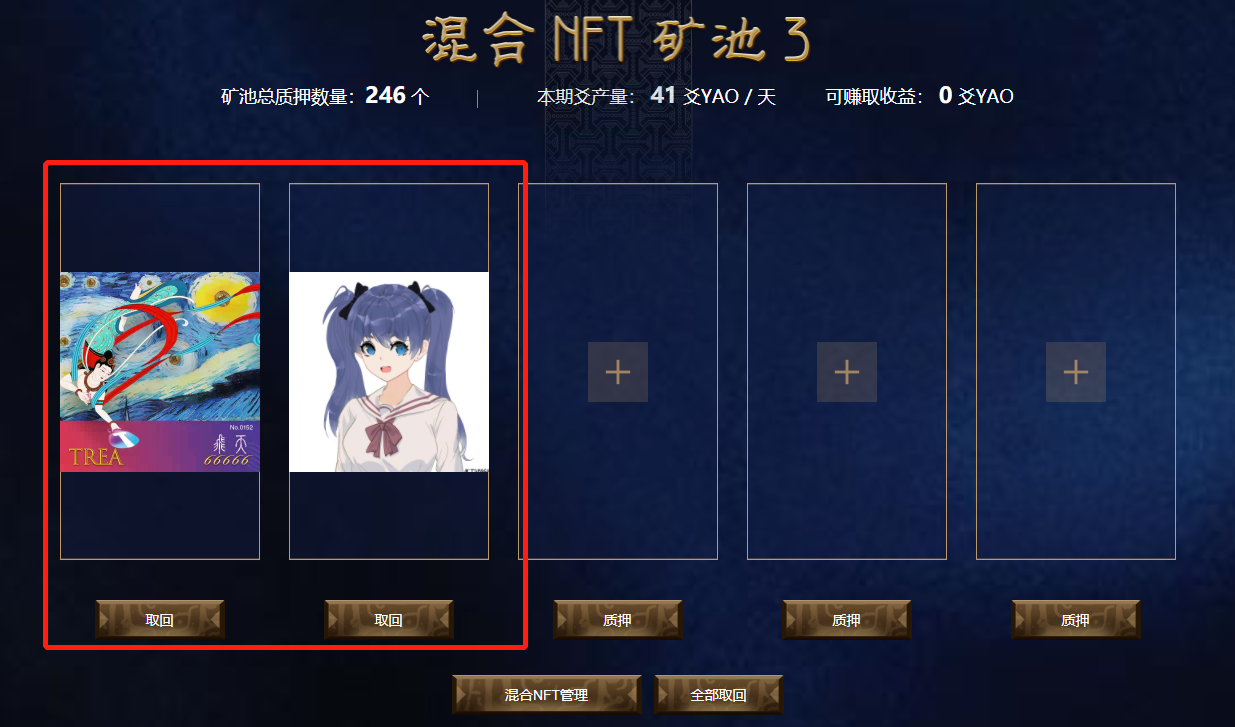 混合 NFT 矿池 3
矿池总质押数量： 246 个 | 本期爻产量： 41 爻YAO / 天 可赚取收益： 0 爻YAO
No.0152
飛天
TREA 66666
取回 取回 质押 质押 质押
混合NFT管理 全部取回